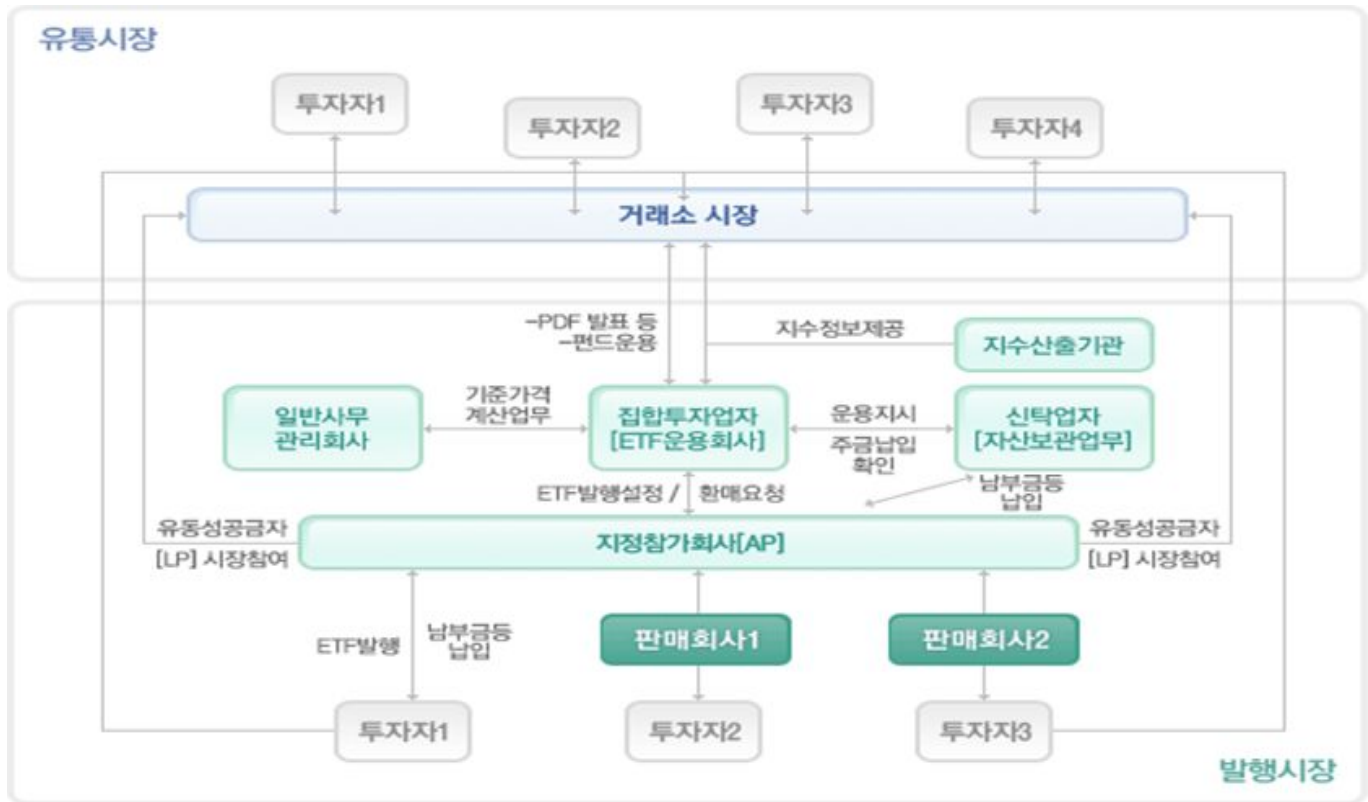 유통시장
투자자1
투자자2
투자자3
투자자4
거래소 시장
-PDF 발표 등
-펀드운용
지수정보제공
지수산출기관
일반사무
관리회사
기준가격
계산업무
집합투자업자
[ETF운용회사]
운용지시
주금납입
확인
신탁업자
[자산보관업무]
ETF발행설정 / 환매요청
남부금등
납입
유동성공급자
[LP] 시장참여
지정참가회사[AP]
유동성공급자
[LP] 시장참여
ETF발행
남부금등
납입
판매회사1
판매회사2
투자자1
투자자2
투자자3
발행시장